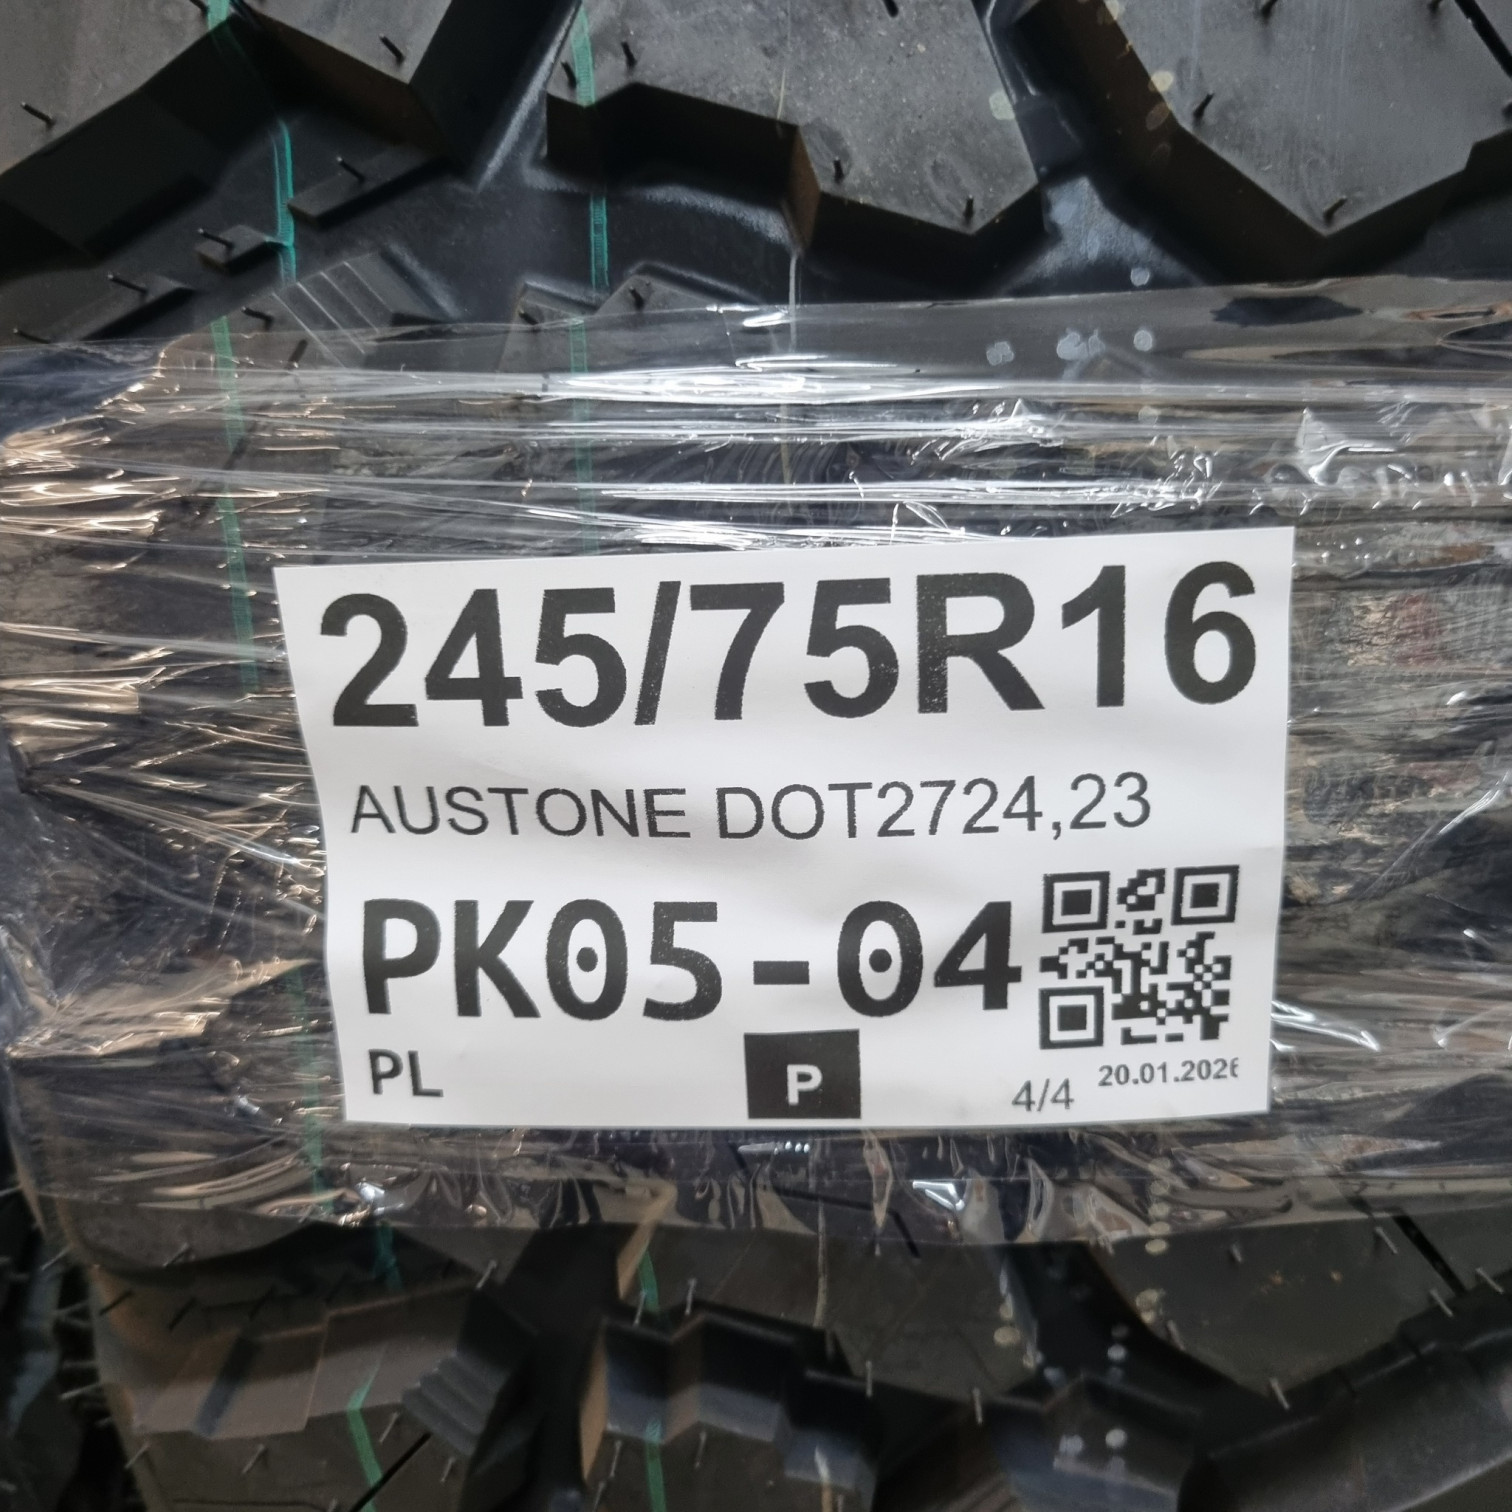 245/75R16
AUSTONE DOT2724,23
PK05-04
PL
P
4/4
20.01.2026